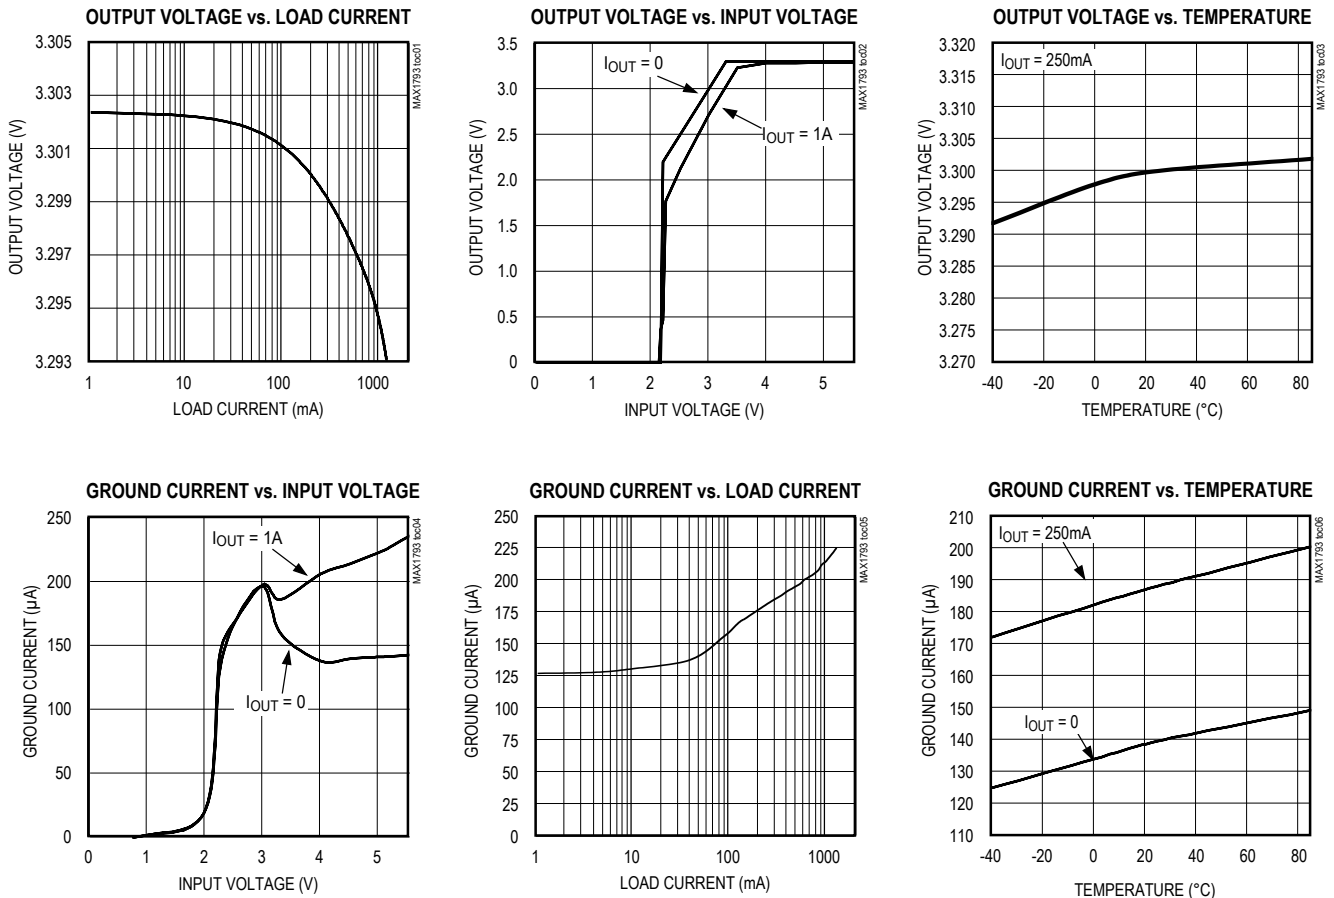 OUTPUT VOLTAGE vs. LOAD CURRENT
3.305
3.303
3.301
3.299
3.297
3.295
3.293
OUTPUT VOLTAGE (V)
1 10 100 1000
LOAD CURRENT (mA)
MAX1793 toc01
OUTPUT VOLTAGE vs. INPUT VOLTAGE
3.5
3.0
2.5
2.0
1.5
1.0
0.5
0
OUTPUT VOLTAGE (V)
IOUT = 0
IOUT = 1A
0 1 2 3 4 5
INPUT VOLTAGE (V)
MAX1793 toc02
OUTPUT VOLTAGE vs. TEMPERATURE
3.320
3.315
3.310
3.305
3.300
3.295
3.290
3.285
3.280
3.275
3.270
OUTPUT VOLTAGE (V)
IOUT = 250mA
-40 -20 0 20 40 60 80
TEMPERATURE (°C)
MAX1793 toc03
GROUND CURRENT vs. INPUT VOLTAGE
250
200
150
100
50
0
GROUND CURRENT (µA)
IOUT = 1A
IOUT = 0
0 1 2 3 4 5
INPUT VOLTAGE (V)
MAX1793 toc04
GROUND CURRENT vs. LOAD CURRENT
250
225
200
175
150
125
100
75
50
25
0
GROUND CURRENT (µA)
1 10 100 1000
LOAD CURRENT (mA)
MAX1793 toc05
GROUND CURRENT vs. TEMPERATURE
210
200
190
180
170
160
150
140
130
120
110
GROUND CURRENT (µA)
IOUT = 250mA
IOUT = 0
-40 -20 0 20 40 60 80
TEMPERATURE (°C)
MAX1793 toc06